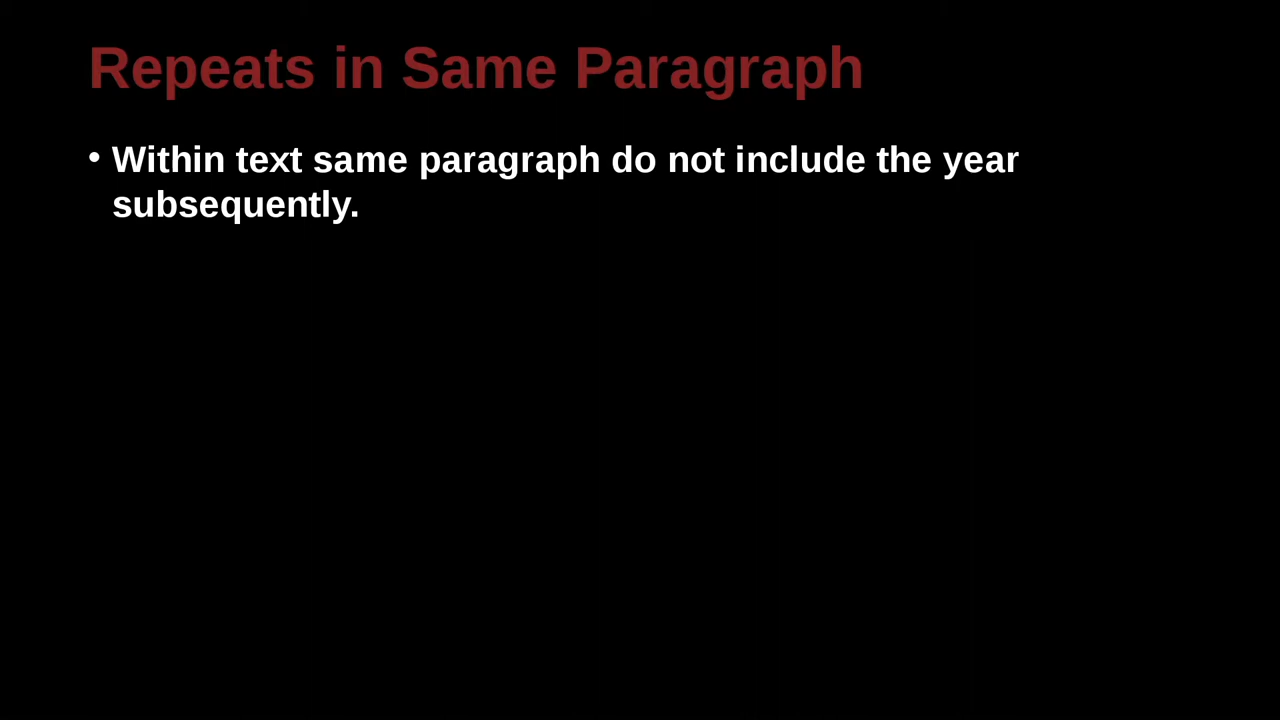 Repeats in Same Paragraph
• Within text same paragraph do not include the year
subsequently.